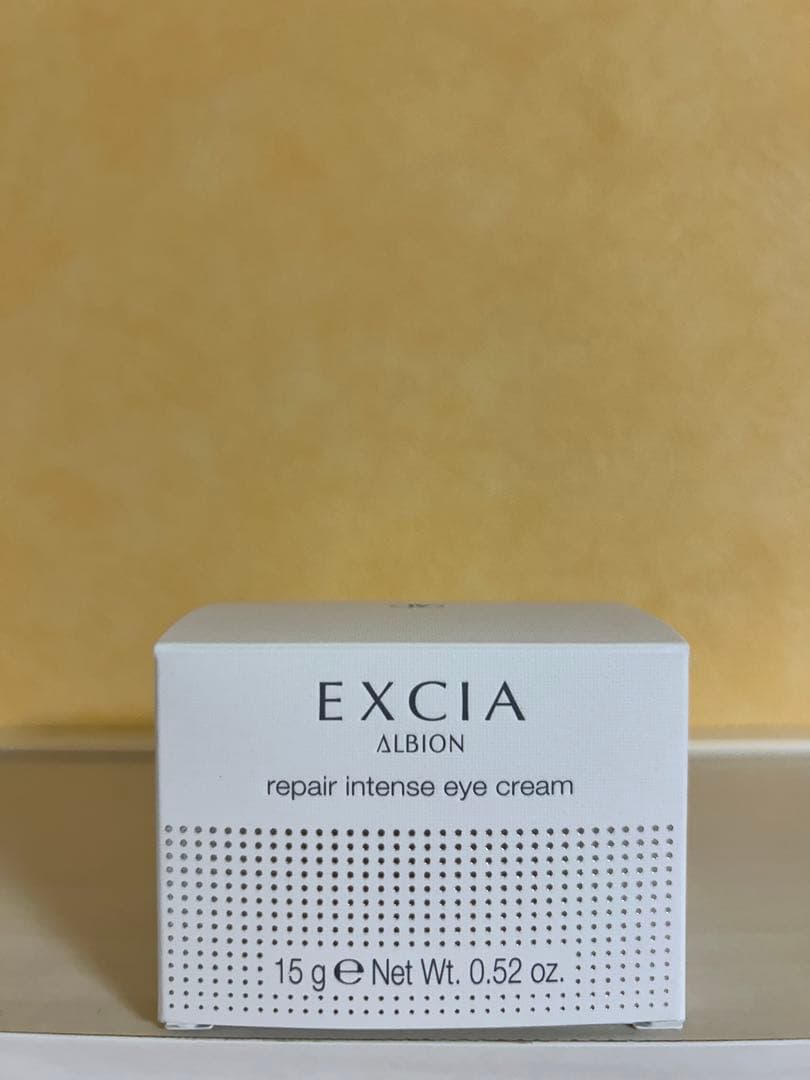 EXCIA
ALBION
repair intense eye cream
15 g ℮ Net Wt. 0.52 oz.